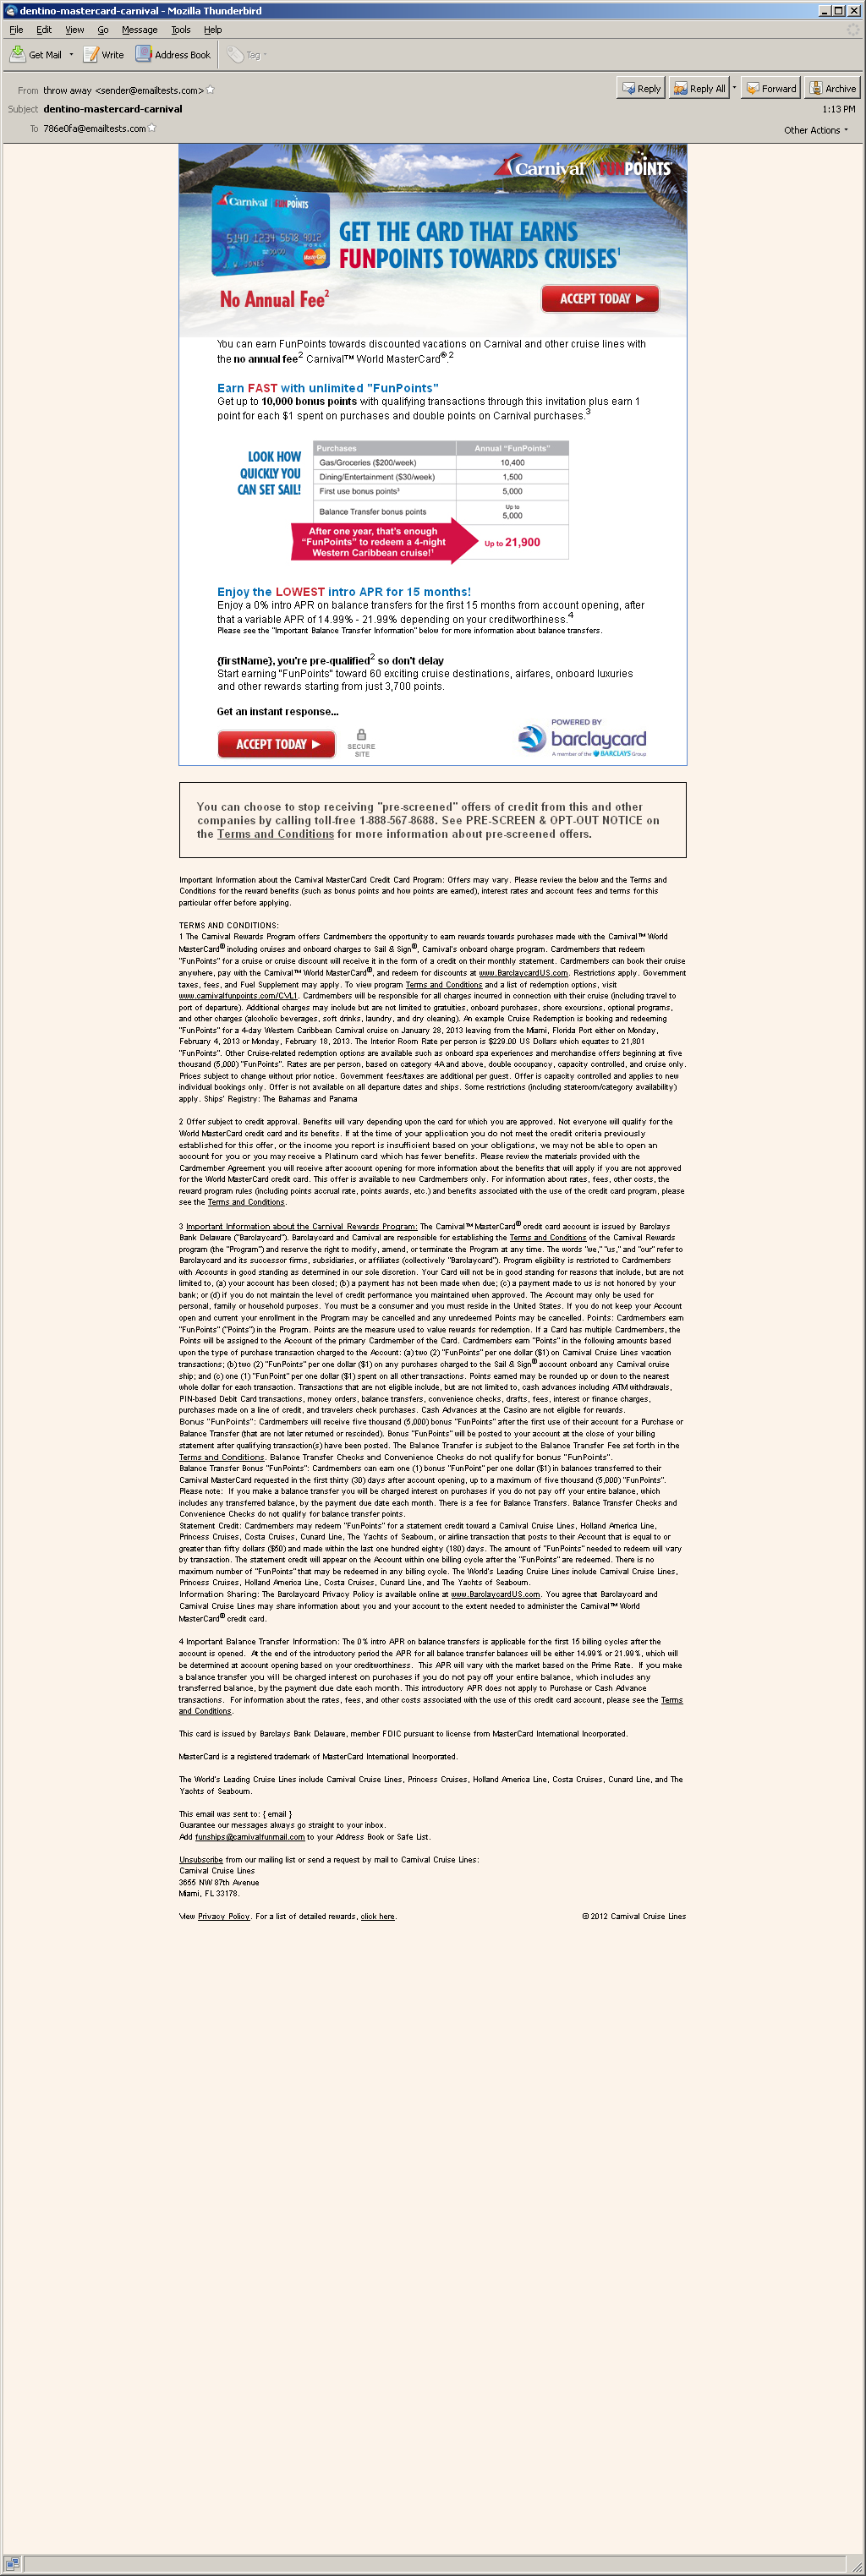 dentino-mastercard-carnival - Mozilla Thunderbird
File Edit View Go Message Tools Help
Get Mail Write Address Book Tag
From throw away <sender@emailtests.com>
Reply Reply All Forward Archive
Subject dentino-mastercard-carnival
1:13 PM
To 786e0fa@emailtests.com
Other Actions
Carnival FUNPOINTS
Carnival FUNPOINTS
5140 1234 5678 9012
WORLD
MasterCard
GET THE CARD THAT EARNS
FUNPOINTS TOWARDS CRUISES1
No Annual Fee2
ACCEPT TODAY ▶
You can earn FunPoints towards discounted vacations on Carnival and other cruise lines with
the no annual fee2 Carnival™ World MasterCard®.2
Earn FAST with unlimited "FunPoints"
Get up to 10,000 bonus points with qualifying transactions through this invitation plus earn 1
point for each $1 spent on purchases and double points on Carnival purchases.3
LOOK HOW
QUICKLY YOU
CAN SET SAIL!
Purchases Annual "FunPoints"
Gas/Groceries ($200/week) 10,400
Dining/Entertainment ($30/week) 1,500
First use bonus points3 5,000
Balance Transfer bonus points Up to 5,000
After one year, that's enough
"FunPoints" to redeem a 4-night
Western Caribbean cruise!1
Up to 21,900
Enjoy the LOWEST intro APR for 15 months!
Enjoy a 0% intro APR on balance transfers for the first 15 months from account opening, after
that a variable APR of 14.99% - 21.99% depending on your creditworthiness.4
Please see the "Important Balance Transfer Information" below for more information about balance transfers.
{firstName}, you're pre-qualified2 so don't delay
Start earning "FunPoints" toward 60 exciting cruise destinations, airfares, onboard luxuries
and other rewards starting from just 3,700 points.
Get an instant response...
ACCEPT TODAY ▶
SECURE
SITE
POWERED BY
barclaycard
A member of the BARCLAYS Group
You can choose to stop receiving "pre-screened" offers of credit from this and other
companies by calling toll-free 1-888-567-8688. See PRE-SCREEN & OPT-OUT NOTICE on
the Terms and Conditions for more information about pre-screened offers.
Important Information about the Carnival MasterCard Credit Card Program: Offers may vary. Please review the below and the Terms and
Conditions for the reward benefits (such as bonus points and how points are earned), interest rates and account fees and terms for this
particular offer before applying.
TERMS AND CONDITIONS:
1 The Carnival Rewards Program offers Cardmembers the opportunity to earn rewards towards purchases made with the Carnival™ World
MasterCard® including cruises and onboard charges to Sail & Sign®, Carnival's onboard charge program. Cardmembers that redeem
"FunPoints" for a cruise or cruise discount will receive it in the form of a credit on their monthly statement. Cardmembers can book their cruise
anywhere, pay with the Carnival™ World MasterCard®, and redeem for discounts at www.BarclaycardUS.com. Restrictions apply. Government
taxes, fees, and Fuel Supplement may apply. To view program Terms and Conditions and a list of redemption options, visit
www.carnivalfunpoints.com/CVL1. Cardmembers will be responsible for all charges incurred in connection with their cruise (including travel to
port of departure). Additional charges may include but are not limited to gratuities, onboard purchases, shore excursions, optional programs,
and other charges (alcoholic beverages, soft drinks, laundry, and dry cleaning). An example Cruise Redemption is booking and redeeming
"FunPoints" for a 4-day Western Caribbean Carnival cruise on January 28, 2013 leaving from the Miami, Florida Port either on Monday,
February 4, 2013 or Monday, February 18, 2013. The Interior Room Rate per person is $229.00 US Dollars which equates to 21,801
"FunPoints". Other Cruise-related redemption options are available such as onboard spa experiences and merchandise offers beginning at five
thousand (5,000) "FunPoints". Rates are per person, based on category 4A and above, double occupancy, capacity controlled, and cruise only.
Prices subject to change without prior notice. Government fees/taxes are additional per guest. Offer is capacity controlled and applies to new
individual bookings only. Offer is not available on all departure dates and ships. Some restrictions (including stateroom/category availability)
apply. Ships' Registry: The Bahamas and Panama
2 Offer subject to credit approval. Benefits will vary depending upon the card for which you are approved. Not everyone will qualify for the
World MasterCard credit card and its benefits. If at the time of your application you do not meet the credit criteria previously
established for this offer, or the income you report is insufficient based on your obligations, we may not be able to open an
account for you or you may receive a Platinum card which has fewer benefits. Please review the materials provided with the
Cardmember Agreement you will receive after account opening for more information about the benefits that will apply if you are not approved
for the World MasterCard credit card. This offer is available to new Cardmembers only. For information about rates, fees, other costs, the
reward program rules (including points accrual rate, points awards, etc.) and benefits associated with the use of the credit card program, please
see the Terms and Conditions.
3 Important Information about the Carnival Rewards Program: The Carnival™ MasterCard® credit card account is issued by Barclays
Bank Delaware ("Barclaycard"). Barclaycard and Carnival are responsible for establishing the Terms and Conditions of the Carnival Rewards
program (the "Program") and reserve the right to modify, amend, or terminate the Program at any time. The words "we," "us," and "our" refer to
Barclaycard and its successor firms, subsidiaries, or affiliates (collectively "Barclaycard"). Program eligibility is restricted to Cardmembers
with Accounts in good standing as determined in our sole discretion. Your Card will not be in good standing for reasons that include, but are not
limited to, (a) your account has been closed; (b) a payment has not been made when due; (c) a payment made to us is not honored by your
bank; or (d) if you do not maintain the level of credit performance you maintained when approved. The Account may only be used for
personal, family or household purposes. You must be a consumer and you must reside in the United States. If you do not keep your Account
open and current your enrollment in the Program may be cancelled and any unredeemed Points may be cancelled. Points: Cardmembers earn
"FunPoints" ("Points") in the Program. Points are the measure used to value rewards for redemption. If a Card has multiple Cardmembers, the
Points will be assigned to the Account of the primary Cardmember of the Card. Cardmembers earn "Points" in the following amounts based
upon the type of purchase transaction charged to the Account: (a) two (2) "FunPoints" per one dollar ($1) on Carnival Cruise Lines vacation
transactions; (b) two (2) "FunPoints" per one dollar ($1) on any purchases charged to the Sail & Sign® account onboard any Carnival cruise
ship; and (c) one (1) "FunPoint" per one dollar ($1) spent on all other transactions. Points earned may be rounded up or down to the nearest
whole dollar for each transaction. Transactions that are not eligible include, but are not limited to, cash advances including ATM withdrawals,
PIN-based Debit Card transactions, money orders, balance transfers, convenience checks, drafts, fees, interest or finance charges,
purchases made on a line of credit, and travelers check purchases. Cash Advances at the Casino are not eligible for rewards.
Bonus "FunPoints": Cardmembers will receive five thousand (5,000) bonus "FunPoints" after the first use of their account for a Purchase or
Balance Transfer (that are not later returned or rescinded). Bonus "FunPoints" will be posted to your account at the close of your billing
statement after qualifying transaction(s) have been posted. The Balance Transfer is subject to the Balance Transfer Fee set forth in the
Terms and Conditions. Balance Transfer Checks and Convenience Checks do not qualify for bonus "FunPoints".
Balance Transfer Bonus "FunPoints": Cardmembers can earn one (1) bonus "FunPoint" per one dollar ($1) in balances transferred to their
Carnival MasterCard requested in the first thirty (30) days after account opening, up to a maximum of five thousand (5,000) "FunPoints".
Please note: If you make a balance transfer you will be charged interest on purchases if you do not pay off your entire balance, which
includes any transferred balance, by the payment due date each month. There is a fee for Balance Transfers. Balance Transfer Checks and
Convenience Checks do not qualify for balance transfer points.
Statement Credit: Cardmembers may redeem "FunPoints" for a statement credit toward a Carnival Cruise Lines, Holland America Line,
Princess Cruises, Costa Cruises, Cunard Line, The Yachts of Seabourn, or airline transaction that posts to their Account that is equal to or
greater than fifty dollars ($50) and made within the last one hundred eighty (180) days. The amount of "FunPoints" needed to redeem will vary
by transaction. The statement credit will appear on the Account within one billing cycle after the "FunPoints" are redeemed. There is no
maximum number of "FunPoints" that may be redeemed in any billing cycle. The World's Leading Cruise Lines include Carnival Cruise Lines,
Princess Cruises, Holland America Line, Costa Cruises, Cunard Line, and The Yachts of Seabourn.
Information Sharing: The Barclaycard Privacy Policy is available online at www.BarclaycardUS.com. You agree that Barclaycard and
Carnival Cruise Lines may share information about you and your account to the extent needed to administer the Carnival™ World
MasterCard® credit card.
4 Important Balance Transfer Information: The 0% intro APR on balance transfers is applicable for the first 15 billing cycles after the
account is opened. At the end of the introductory period the APR for all balance transfer balances will be either 14.99% or 21.99%, which will
be determined at account opening based on your creditworthiness. This APR will vary with the market based on the Prime Rate. If you make
a balance transfer you will be charged interest on purchases if you do not pay off your entire balance, which includes any
transferred balance, by the payment due date each month. This introductory APR does not apply to Purchase or Cash Advance
transactions. For information about the rates, fees, and other costs associated with the use of this credit card account, please see the Terms
and Conditions.
This card is issued by Barclays Bank Delaware, member FDIC pursuant to license from MasterCard International Incorporated.
MasterCard is a registered trademark of MasterCard International Incorporated.
The World's Leading Cruise Lines include Carnival Cruise Lines, Princess Cruises, Holland America Line, Costa Cruises, Cunard Line, and The
Yachts of Seabourn.
This email was sent to: { email }
Guarantee our messages always go straight to your inbox.
Add funships@carnivalfunmail.com to your Address Book or Safe List.
Unsubscribe from our mailing list or send a request by mail to Carnival Cruise Lines:
Carnival Cruise Lines
3655 NW 87th Avenue
Miami, FL 33178.
View Privacy Policy. For a list of detailed rewards, click here.
© 2012 Carnival Cruise Lines